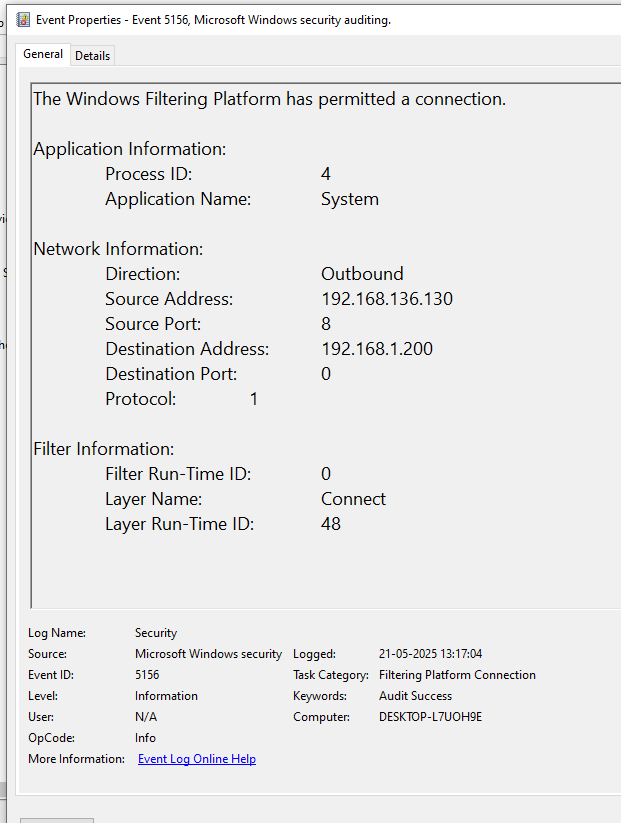 Event Properties - Event 5156, Microsoft Windows security auditing.
General Details
The Windows Filtering Platform has permitted a connection.
Application Information:
Process ID: 4
Application Name: System
Network Information:
Direction: Outbound
Source Address: 192.168.136.130
Source Port: 8
Destination Address: 192.168.1.200
Destination Port: 0
Protocol: 1
Filter Information:
Filter Run-Time ID: 0
Layer Name: Connect
Layer Run-Time ID: 48
Log Name: Security
Source: Microsoft Windows security Logged: 21-05-2025 13:17:04
Event ID: 5156 Task Category: Filtering Platform Connection
Level: Information Keywords: Audit Success
User: N/A Computer: DESKTOP-L7UOH9E
OpCode: Info
More Information: Event Log Online Help